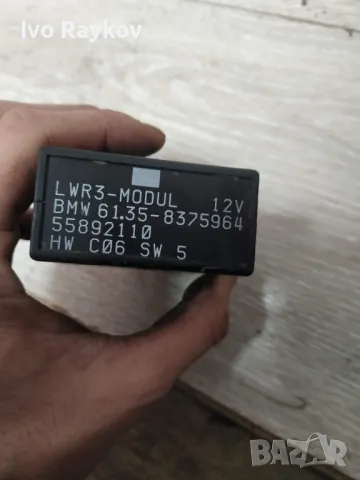 Ivo Raykov
LWR3-MODUL 12V
BMW 61.35-8375964
55892110
HW C06 SW 5
BAZAR